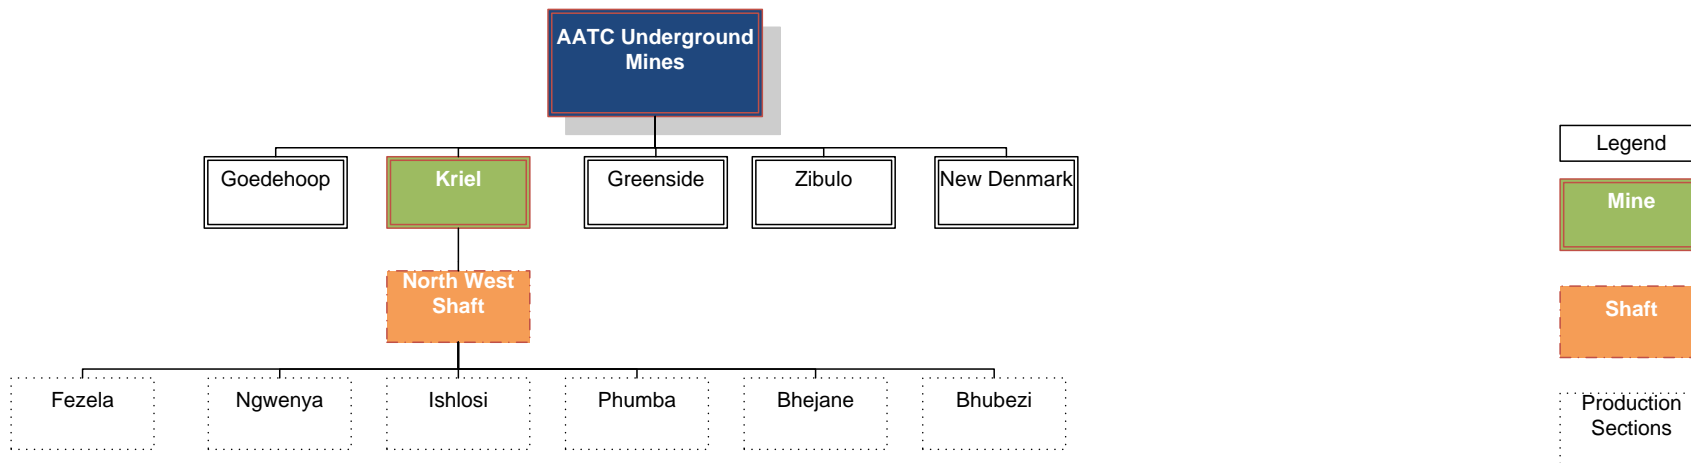 AATC Underground
Mines
Goedehoop
Kriel
Greenside
Zibulo
New Denmark
North West
Shaft
Fezela
Ngwenya
Ishlosi
Phumba
Bhejane
Bhubezi
Legend
Mine
Shaft
Production
Sections